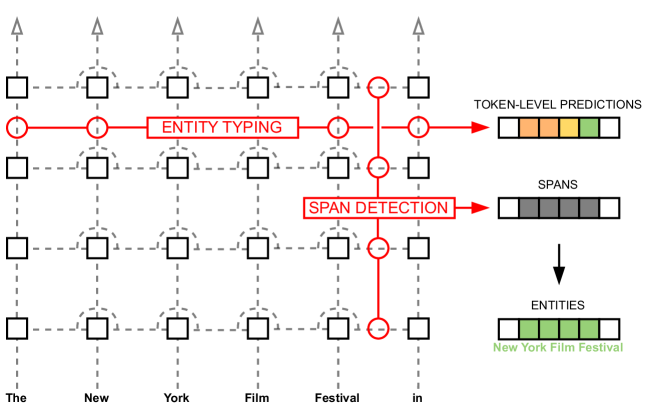 TOKEN-LEVEL PREDICTIONS
ENTITY TYPING
SPANS
SPAN DETECTION
ENTITIES
New York Film Festival
The New York Film Festival in